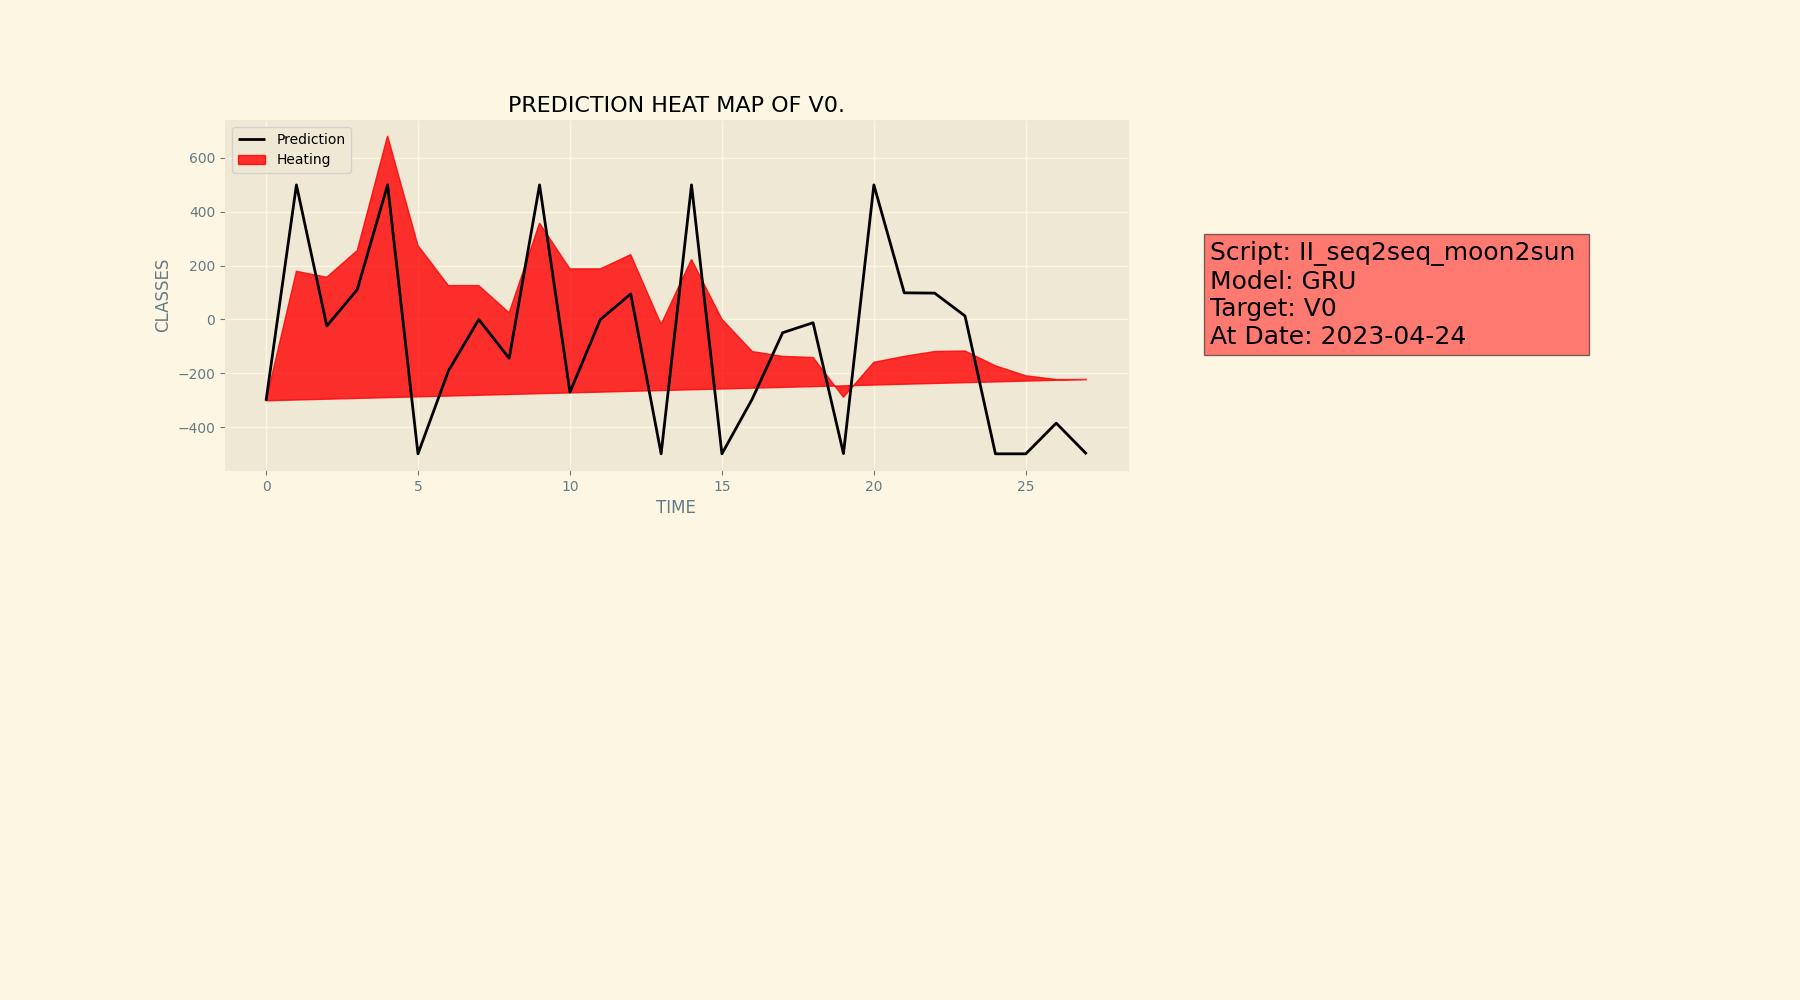 PREDICTION HEAT MAP OF V0.
Prediction
Heating
600
400
200
0
−200
−400
CLASSES
0 5 10 15 20 25
TIME
Script: II_seq2seq_moon2sun
Model: GRU
Target: V0
At Date: 2023-04-24